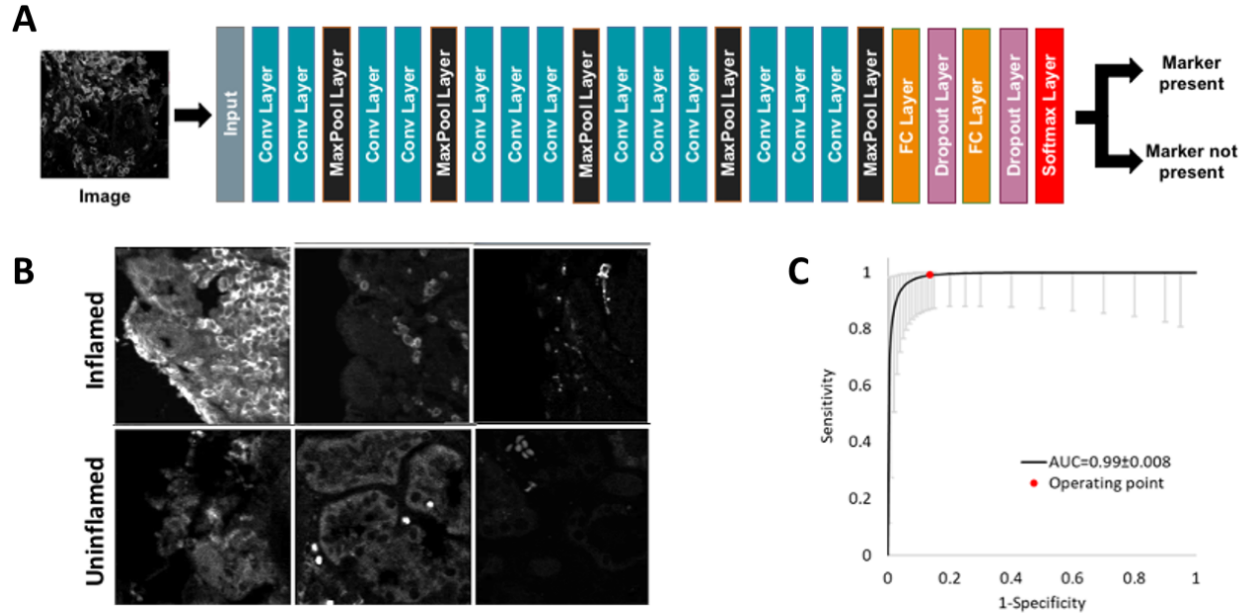 A
Image
Input
Conv Layer
Conv Layer
MaxPool Layer
Conv Layer
Conv Layer
MaxPool Layer
Conv Layer
Conv Layer
Conv Layer
MaxPool Layer
Conv Layer
Conv Layer
Conv Layer
MaxPool Layer
Conv Layer
Conv Layer
Conv Layer
MaxPool Layer
FC Layer
Dropout Layer
FC Layer
Dropout Layer
Softmax Layer
Marker
present
Marker not
present
B
Inflamed
Uninflamed
C
Sensitivity
1
0.8
0.6
0.4
0.2
0
AUC=0.99±0.008
Operating point
0 0.2 0.4 0.6 0.8 1
1-Specificity